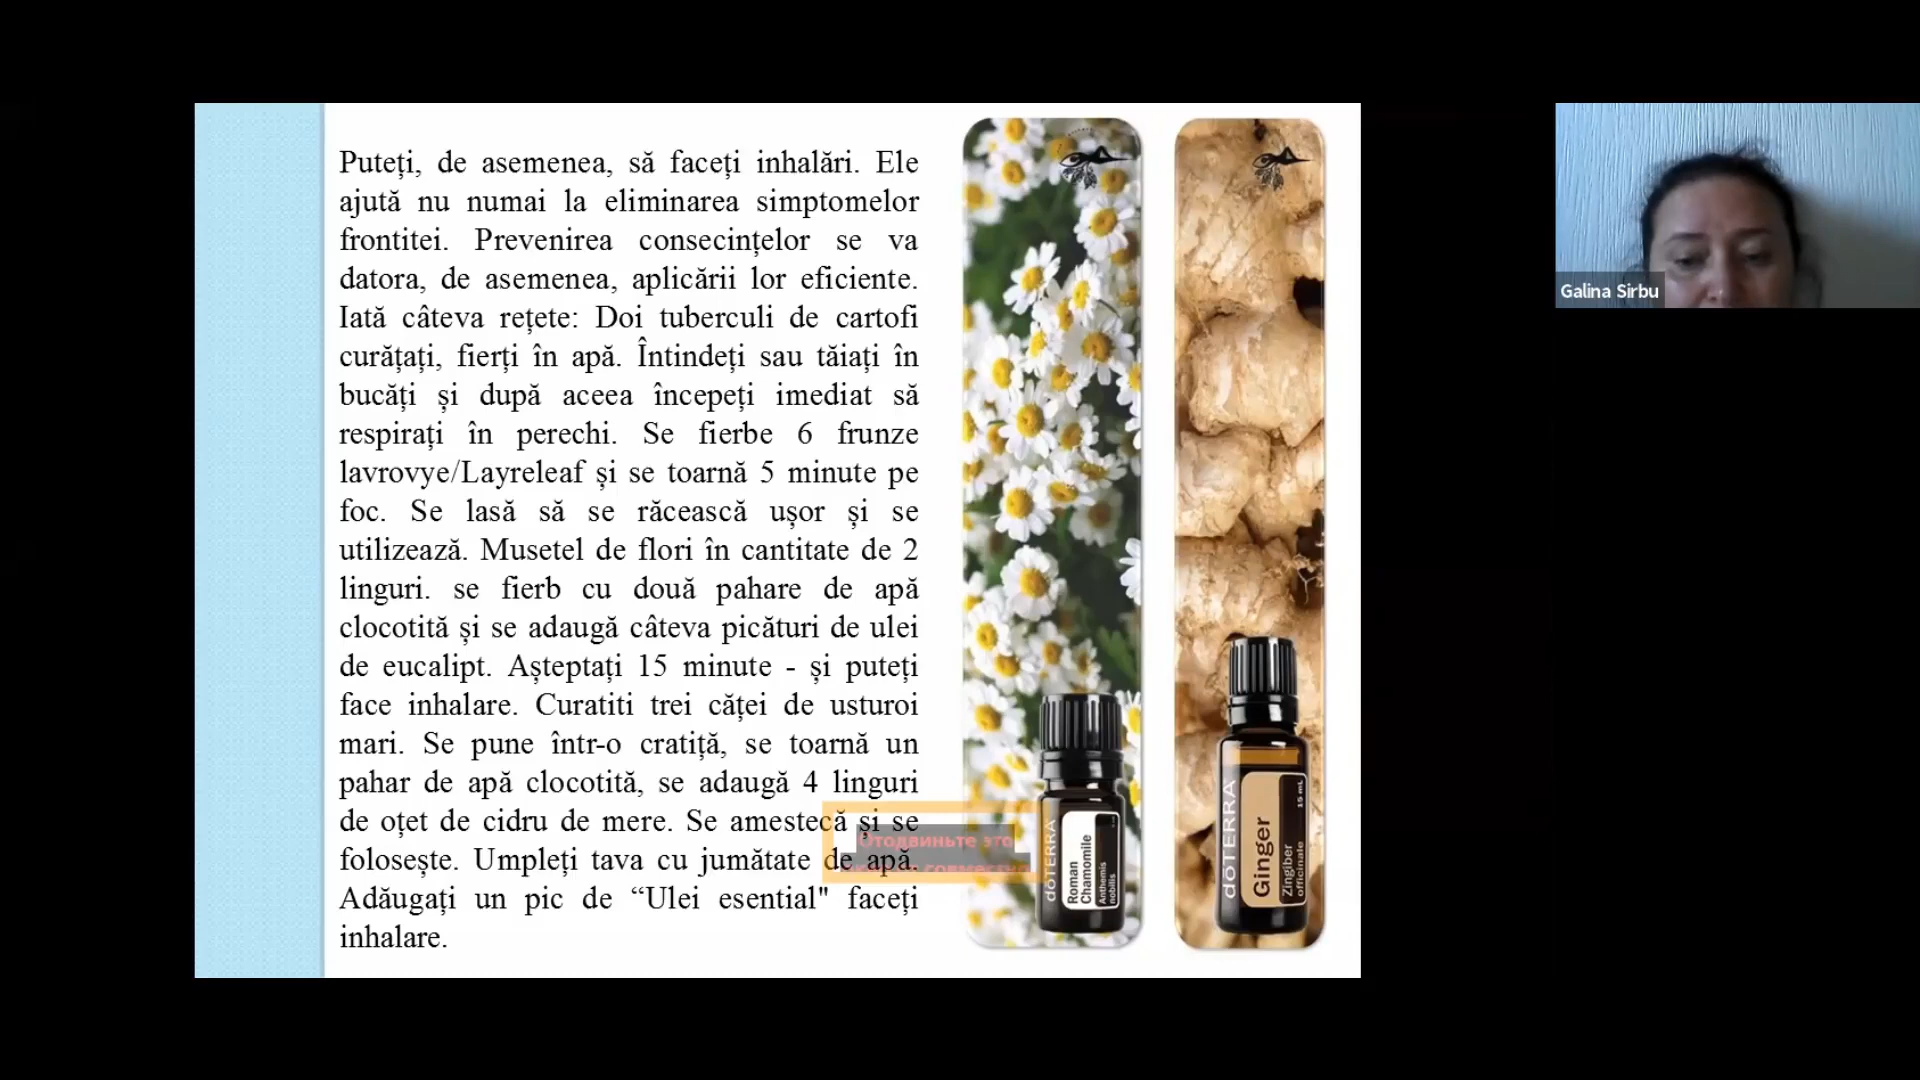 Puteți, de asemenea, să faceți inhalări. Ele
ajută nu numai la eliminarea simptomelor
frontitei. Prevenirea consecințelor se va
datora, de asemenea, aplicării lor eficiente.
Iată câteva rețete: Doi tuberculi de cartofi
curățați, fierți în apă. Întindeți sau tăiați în
bucăți și după aceea începeți imediat să
respirați în perechi. Se fierbe 6 frunze
lavrovye/Layreleaf și se toarnă 5 minute pe
foc. Se lasă să se răcească ușor și se
utilizează. Musetel de flori în cantitate de 2
linguri. se fierb cu două pahare de apă
clocotită și se adaugă câteva picături de ulei
de eucalipt. Așteptați 15 minute - și puteți
face inhalare. Curatiti trei căței de usturoi
mari. Se pune într-o cratiță, se toarnă un
pahar de apă clocotită, se adaugă 4 linguri
de oțet de cidru de mere. Se amestecă și se
folosește. Umpleți tava cu jumătate de apă.
Adăugați un pic de “Ulei esential" faceți
inhalare.
Отодвиньте это
dōTERRA
Roman
Chamomile
Anthemis
nobilis
dōTERRA
Ginger
Zingiber
officinale
15 mL
Galina Sirbu